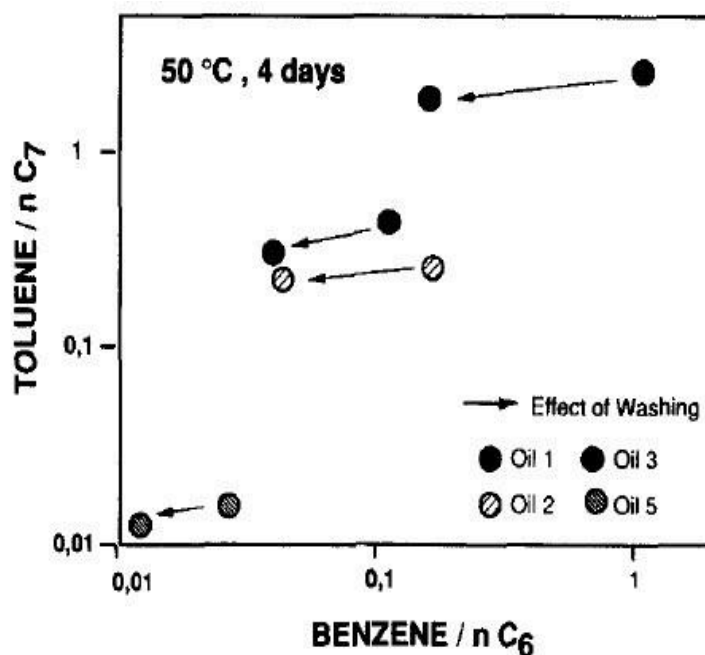 50 °C , 4 days
TOLUENE / n C7
1
0,1
0,01
Effect of Washing
Oil 1
Oil 3
Oil 2
Oil 5
0,01
0,1
1
BENZENE / n C6